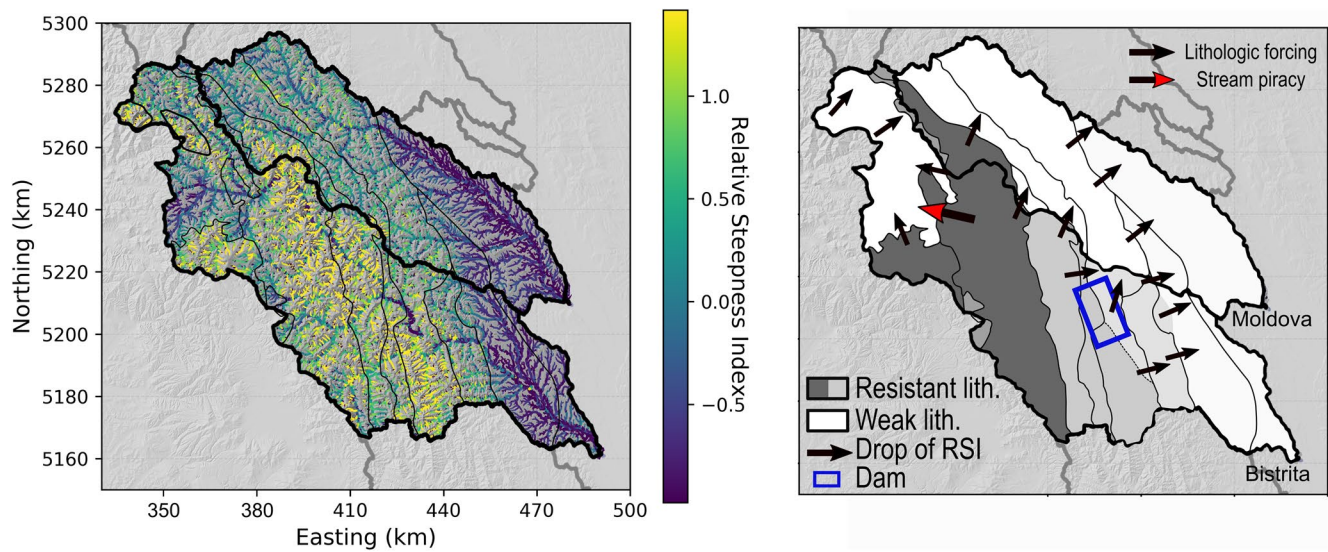 5300
5280
5260
5240
5220
5200
5180
5160
Northing (km)
350
380
410
440
470
500
Easting (km)
1.0
0.5
0.00
−0.5
Relative Steepness Index
Lithologic forcing
Stream piracy
Moldova
Resistant lith.
Weak lith.
Drop of RSI
Dam
Bistrita